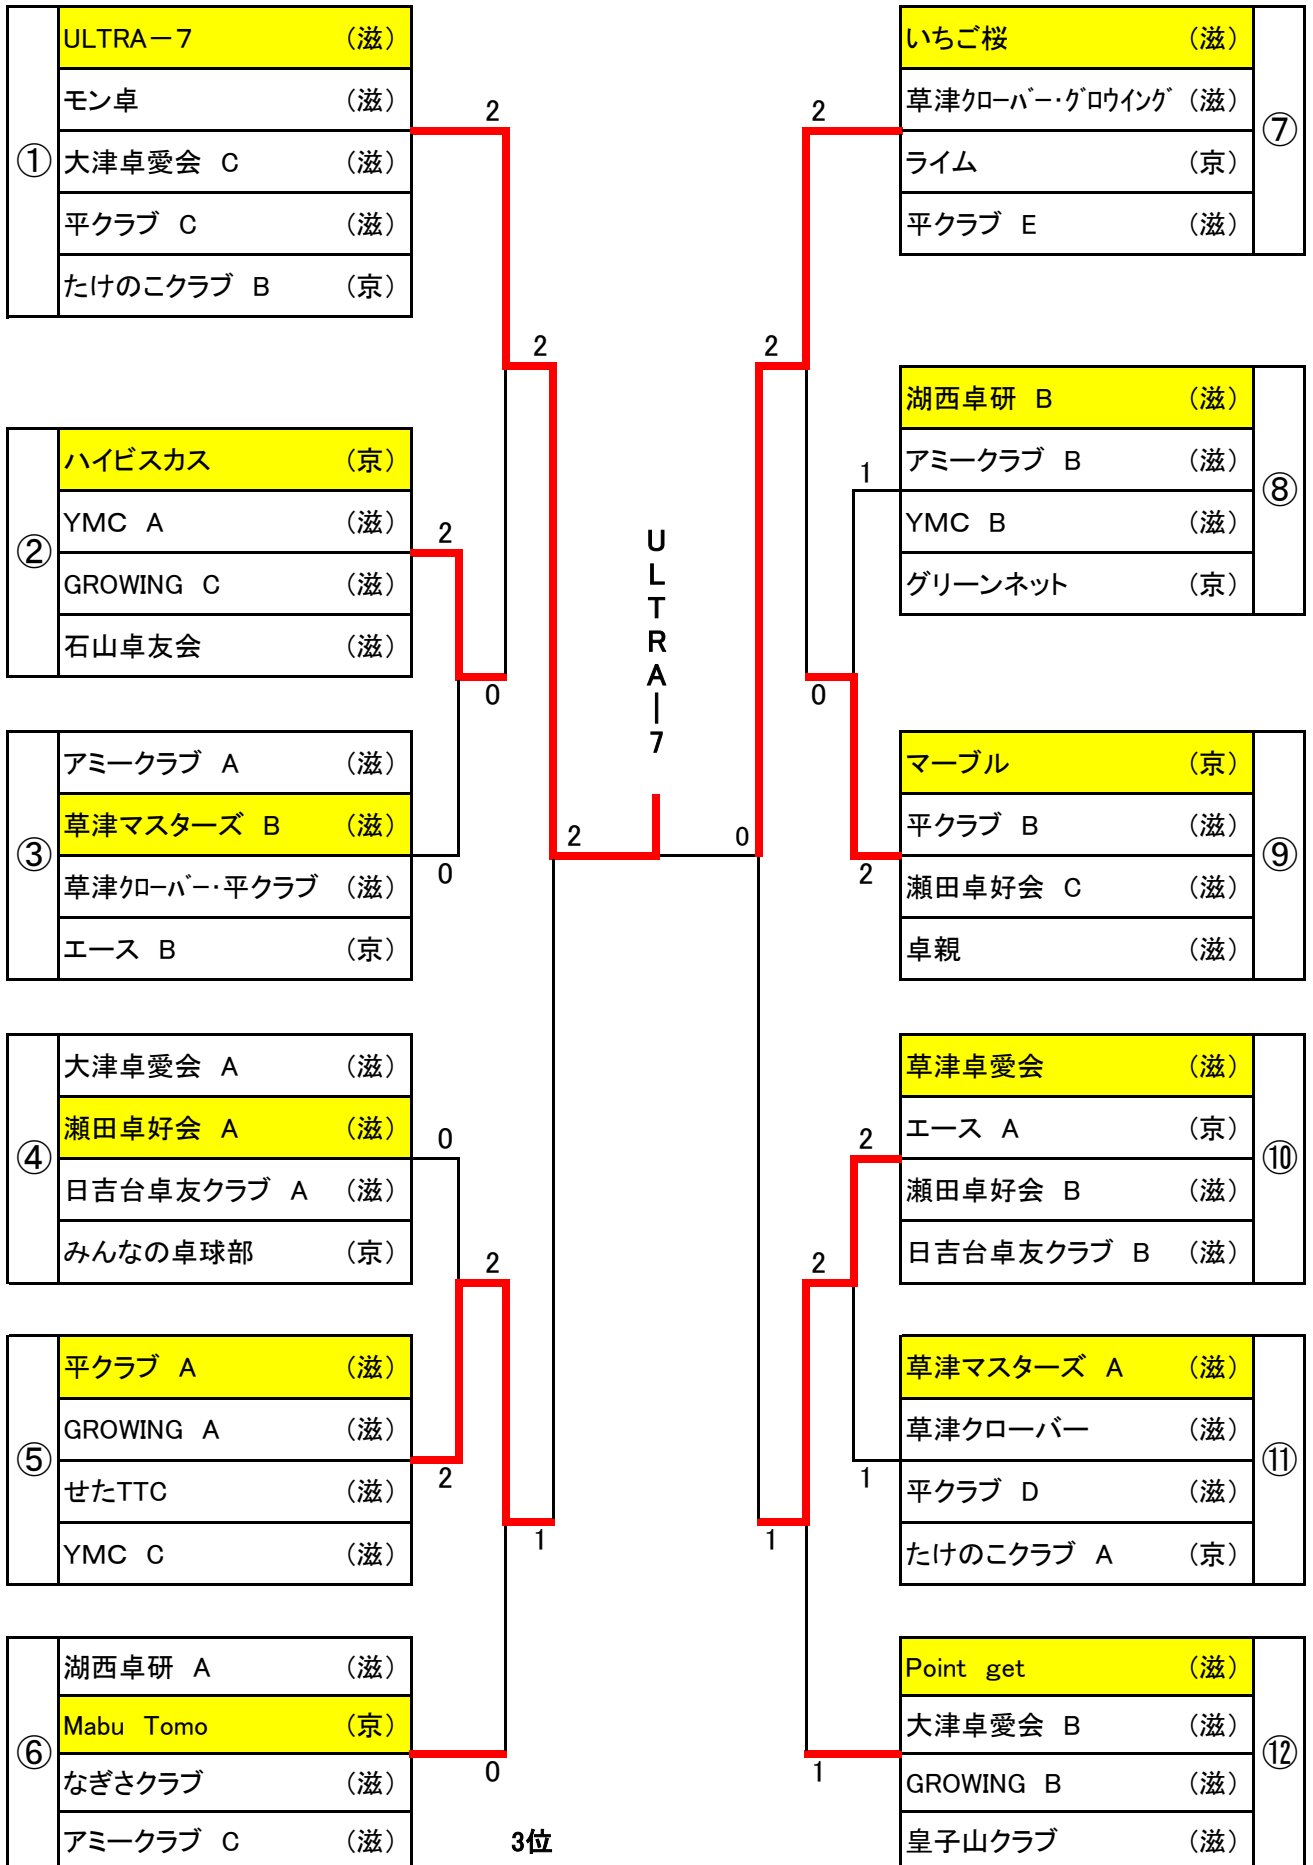 ①
ULTRA－7 （滋）
モン卓 （滋）
大津卓愛会 C （滋）
平クラブ C （滋）
たけのこクラブ B （京）
②
ハイビスカス （京）
YMC A （滋）
GROWING C （滋）
石山卓友会 （滋）
③
アミークラブ A （滋）
草津マスターズ B （滋）
草津ｸﾛｰﾊﾞｰ・平クラブ （滋）
エース B （京）
④
大津卓愛会 A （滋）
瀬田卓好会 A （滋）
日吉台卓友クラブ A （滋）
みんなの卓球部 （京）
⑤
平クラブ A （滋）
GROWING A （滋）
せたTTC （滋）
YMC C （滋）
⑥
湖西卓研 A （滋）
Mabu Tomo （京）
なぎさクラブ （滋）
アミークラブ C （滋）
2
2
2
0
0
0
2
2
1
0
2
ULTRA－7
0
3位
2
2
1
0
2
2
2
1
1
1
いちご桜 （滋）
草津ｸﾛｰﾊﾞｰ・ｸﾞﾛｳｲﾝｸﾞ （滋）
ライム （京）
平クラブ E （滋）
⑦
湖西卓研 B （滋）
アミークラブ B （滋）
YMC B （滋）
グリーンネット （京）
⑧
マーブル （京）
平クラブ B （滋）
瀬田卓好会 C （滋）
卓親 （滋）
⑨
草津卓愛会 （滋）
エース A （京）
瀬田卓好会 B （滋）
日吉台卓友クラブ B （滋）
⑩
草津マスターズ A （滋）
草津クローバー （滋）
平クラブ D （滋）
たけのこクラブ A （京）
⑪
Point get （滋）
大津卓愛会 B （滋）
GROWING B （滋）
皇子山クラブ （滋）
⑫